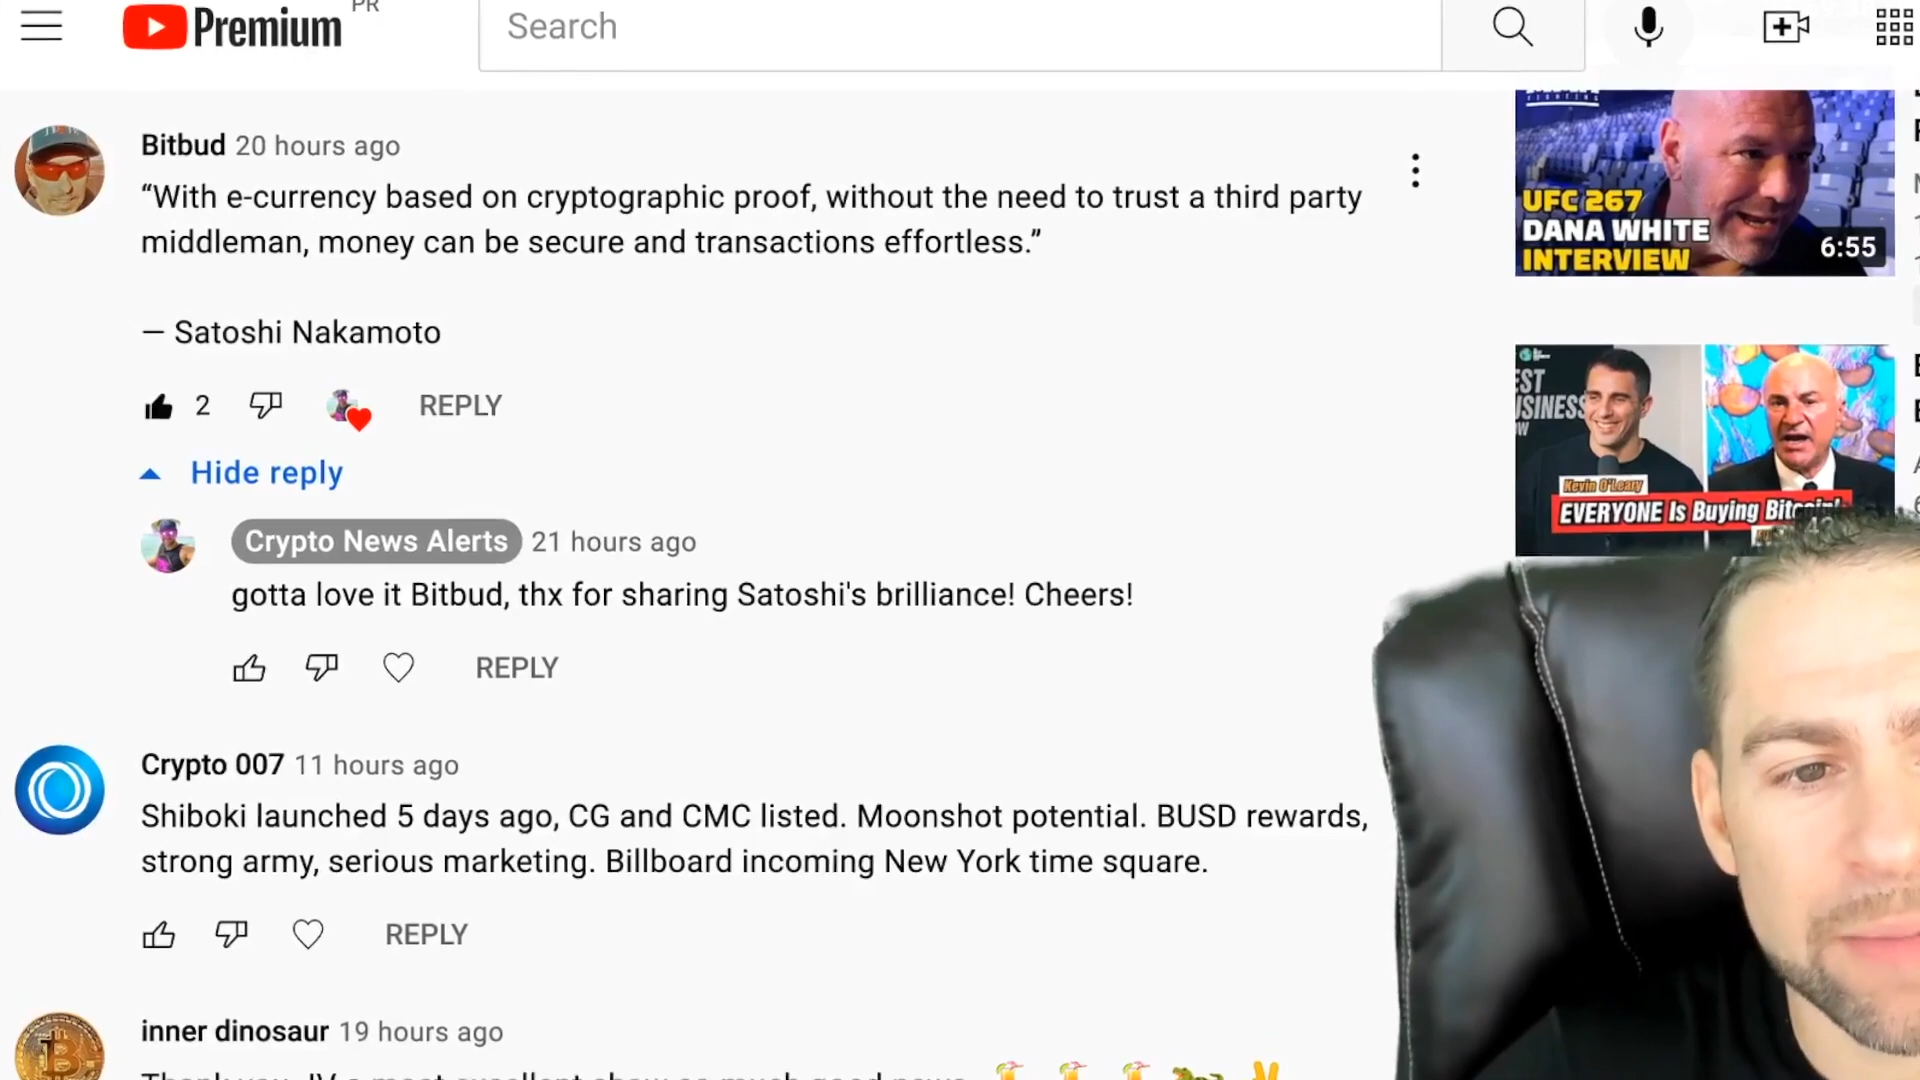 PR
Premium
Search
Bitbud 20 hours ago
“With e-currency based on cryptographic proof, without the need to trust a third party
middleman, money can be secure and transactions effortless.”
— Satoshi Nakamoto
2
REPLY
Hide reply
Crypto News Alerts 21 hours ago
gotta love it Bitbud, thx for sharing Satoshi's brilliance! Cheers!
REPLY
Crypto 007 11 hours ago
Shiboki launched 5 days ago, CG and CMC listed. Moonshot potential. BUSD rewards,
strong army, serious marketing. Billboard incoming New York time square.
REPLY
inner dinosaur 19 hours ago
UFC 267
DANA WHITE
INTERVIEW
6:55
Kevin O'Leary
EVERYONE Is Buying Bitcoin!